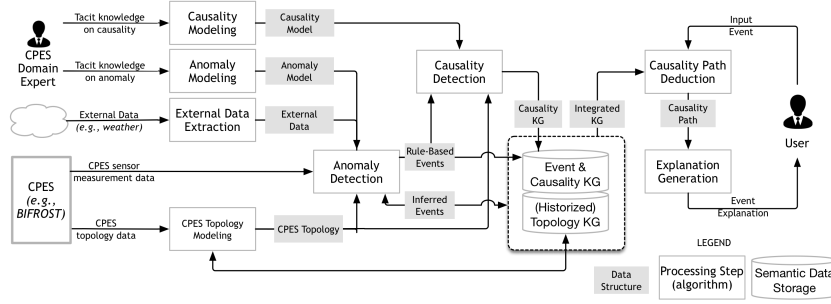 Tacit knowledge
on causality
Causality
Modeling
Causality
Model
CPES
Domain
Expert
Tacit knowledge
on anomaly
Anomaly
Modeling
Anomaly
Model
External Data
(e.g., weather)
External Data
Extraction
External
Data
CPES
(e.g.,
BIFROST)
CPES sensor
measurement data
CPES
topology data
CPES Topology
Modeling
CPES Topology
Anomaly
Detection
Rule-Based
Events
Inferred
Events
Causality
Detection
Causality
KG
Integrated
KG
Event &
Causality KG
(Historized)
Topology KG
Causality Path
Deduction
Causality
Path
Explanation
Generation
Input
Event
User
Event
Explanation
LEGEND
Data
Structure
Processing Step
(algorithm)
Semantic Data
Storage